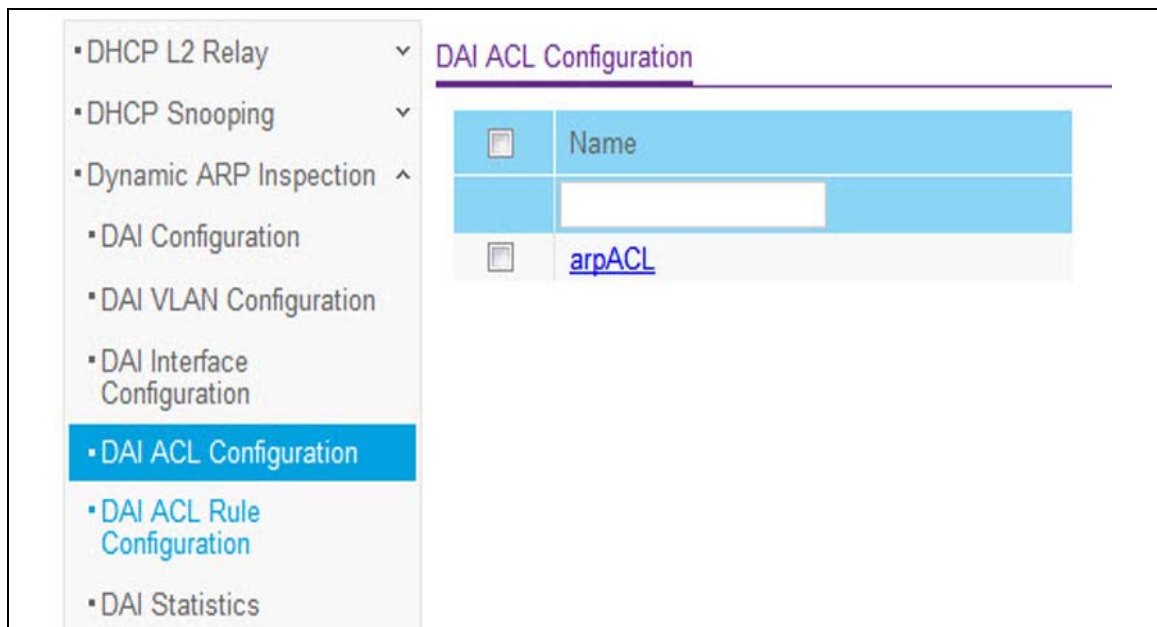 DHCP L2 Relay
DHCP Snooping
Dynamic ARP Inspection
DAI Configuration
DAI VLAN Configuration
DAI Interface
Configuration
DAI ACL Configuration
DAI ACL Rule
Configuration
DAI Statistics
DAI ACL Configuration
Name
arpACL